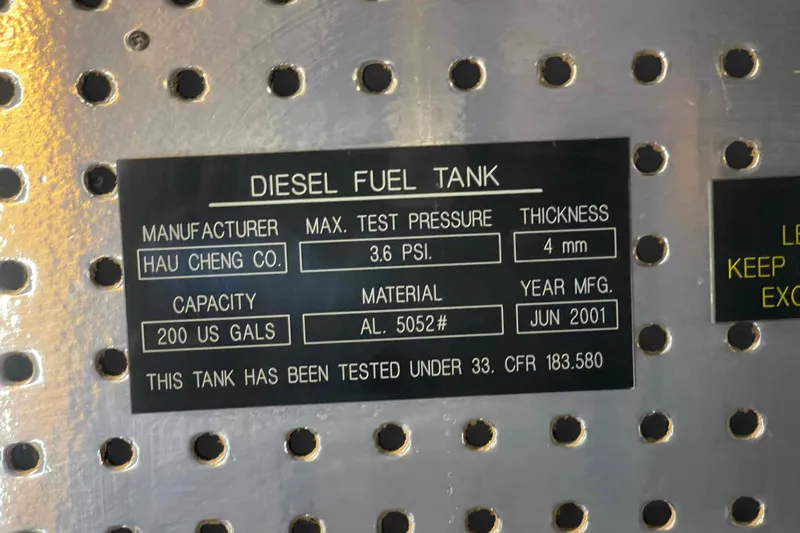 DIESEL FUEL TANK
MANUFACTURER MAX. TEST PRESSURE THICKNESS
HAU CHENG CO. 3.6 PSI. 4 mm
CAPACITY MATERIAL YEAR MFG.
200 US GALS AL. 5052# JUN 2001
THIS TANK HAS BEEN TESTED UNDER 33. CFR 183.580
KEEP